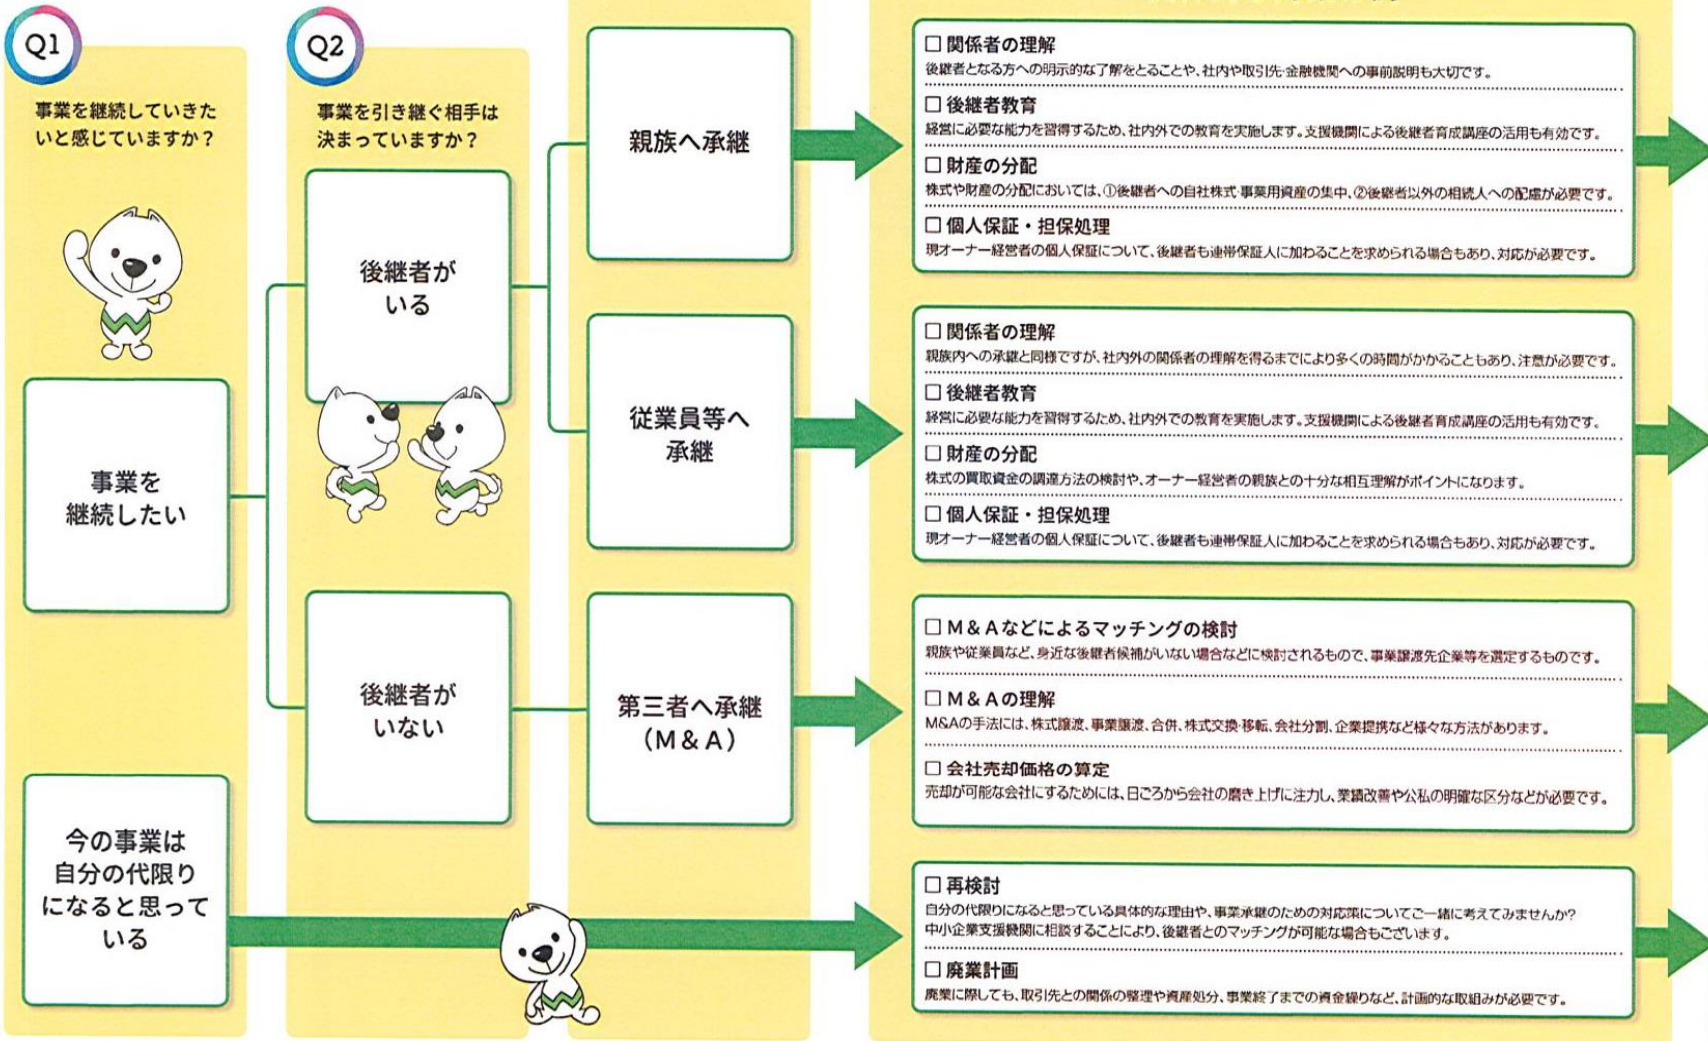 Q1
事業を継続していきた
いと感じていますか?
事業を
継続したい
今の事業は
自分の代限り
になると思って
いる
Q2
事業を引き継ぐ相手は
決まっていますか?
後継者が
いる
後継者が
いない
親族へ承継
従業員等へ
承継
第三者へ承継
(M&A)
□ 関係者の理解
後継者となる方への明示的な了解をとることや、社内や取引先・金融機関への事前説明も大切です。
□ 後継者教育
経営に必要な能力を習得するため、社内外での教育を実施します。支援機関による後継者育成講座の活用も有効です。
□ 財産の分配
株式や財産の分配においては、①後継者への自社株式・事業用資産の集中、②後継者以外の相続人への配慮が必要です。
□ 個人保証・担保処理
現オーナー経営者の個人保証について、後継者も連帯保証人に加わることを求められる場合もあり、対応が必要です。
□ 関係者の理解
親族内への承継と同様ですが、社内外の関係者の理解を得るまでにより多くの時間がかかることもあり、注意が必要です。
□ 後継者教育
経営に必要な能力を習得するため、社内外での教育を実施します。支援機関による後継者育成講座の活用も有効です。
□ 財産の分配
株式の買取資金の調達方法の検討や、オーナー経営者の親族との十分な相互理解がポイントになります。
□ 個人保証・担保処理
現オーナー経営者の個人保証について、後継者も連帯保証人に加わることを求められる場合もあり、対応が必要です。
□ M&Aなどによるマッチングの検討
親族や従業員など、身近な後継者候補がいない場合などに検討されるもので、事業譲渡先企業等を選定するものです。
□ M&Aの理解
M&Aの手法には、株式譲渡、事業譲渡、合併、株式交換・移転、会社分割、企業提携など様々な方法があります。
□ 会社売却価格の算定
売却が可能な会社にするためには、日ごろから会社の磨き上げに注力し、業績改善や公私の明確な区分などが必要です。
□ 再検討
自分の代限りになると思っている具体的な理由や、事業承継のための対応策についてご一緒に考えてみませんか?
中小企業支援機関に相談することにより、後継者とのマッチングが可能な場合もございます。
□ 廃業計画
廃業に際しても、取引先との関係の整理や資産処分、事業終了までの資金繰りなど、計画的な取組みが必要です。